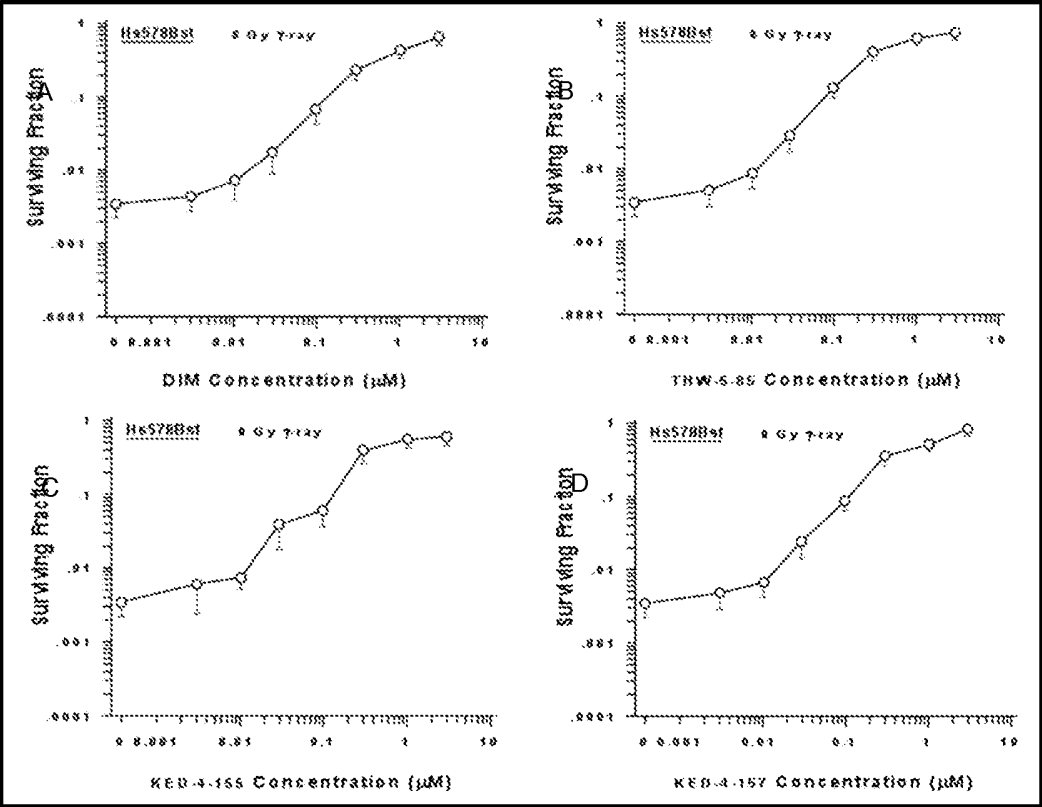 A
Hs578Bst 8 Gy γ-ray
Surviving Fraction
1
.1
.01
.001
.0001
0 0.001 0.01 0.1 1 10
DIM Concentration (μM)
B
Hs578Bst 8 Gy γ-ray
Surviving Fraction
1
.1
.01
.001
.0001
0 0.001 0.01 0.1 1 10
Concentration (μM)
C
Hs578Bst 8 Gy γ-ray
Surviving Fraction
1
.1
.01
.001
.0001
0 0.001 0.01 0.1 1 10
Concentration (μM)
D
Hs578Bst 8 Gy γ-ray
Surviving Fraction
1
.1
.01
.001
.0001
0 0.001 0.01 0.1 1 10
Concentration (μM)